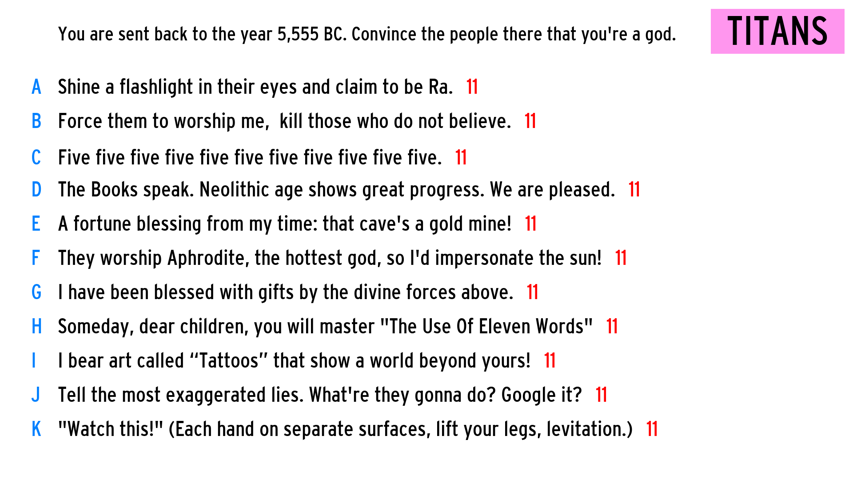 You are sent back to the year 5,555 BC. Convince the people there that you're a god.
TITANS
A Shine a flashlight in their eyes and claim to be Ra. 11
B Force them to worship me, kill those who do not believe. 11
C Five five five five five five five five five five five. 11
D The Books speak. Neolithic age shows great progress. We are pleased. 11
E A fortune blessing from my time: that cave's a gold mine! 11
F They worship Aphrodite, the hottest god, so I'd impersonate the sun! 11
G I have been blessed with gifts by the divine forces above. 11
H Someday, dear children, you will master "The Use Of Eleven Words" 11
I I bear art called “Tattoos” that show a world beyond yours! 11
J Tell the most exaggerated lies. What're they gonna do? Google it? 11
K "Watch this!" (Each hand on separate surfaces, lift your legs, levitation.) 11